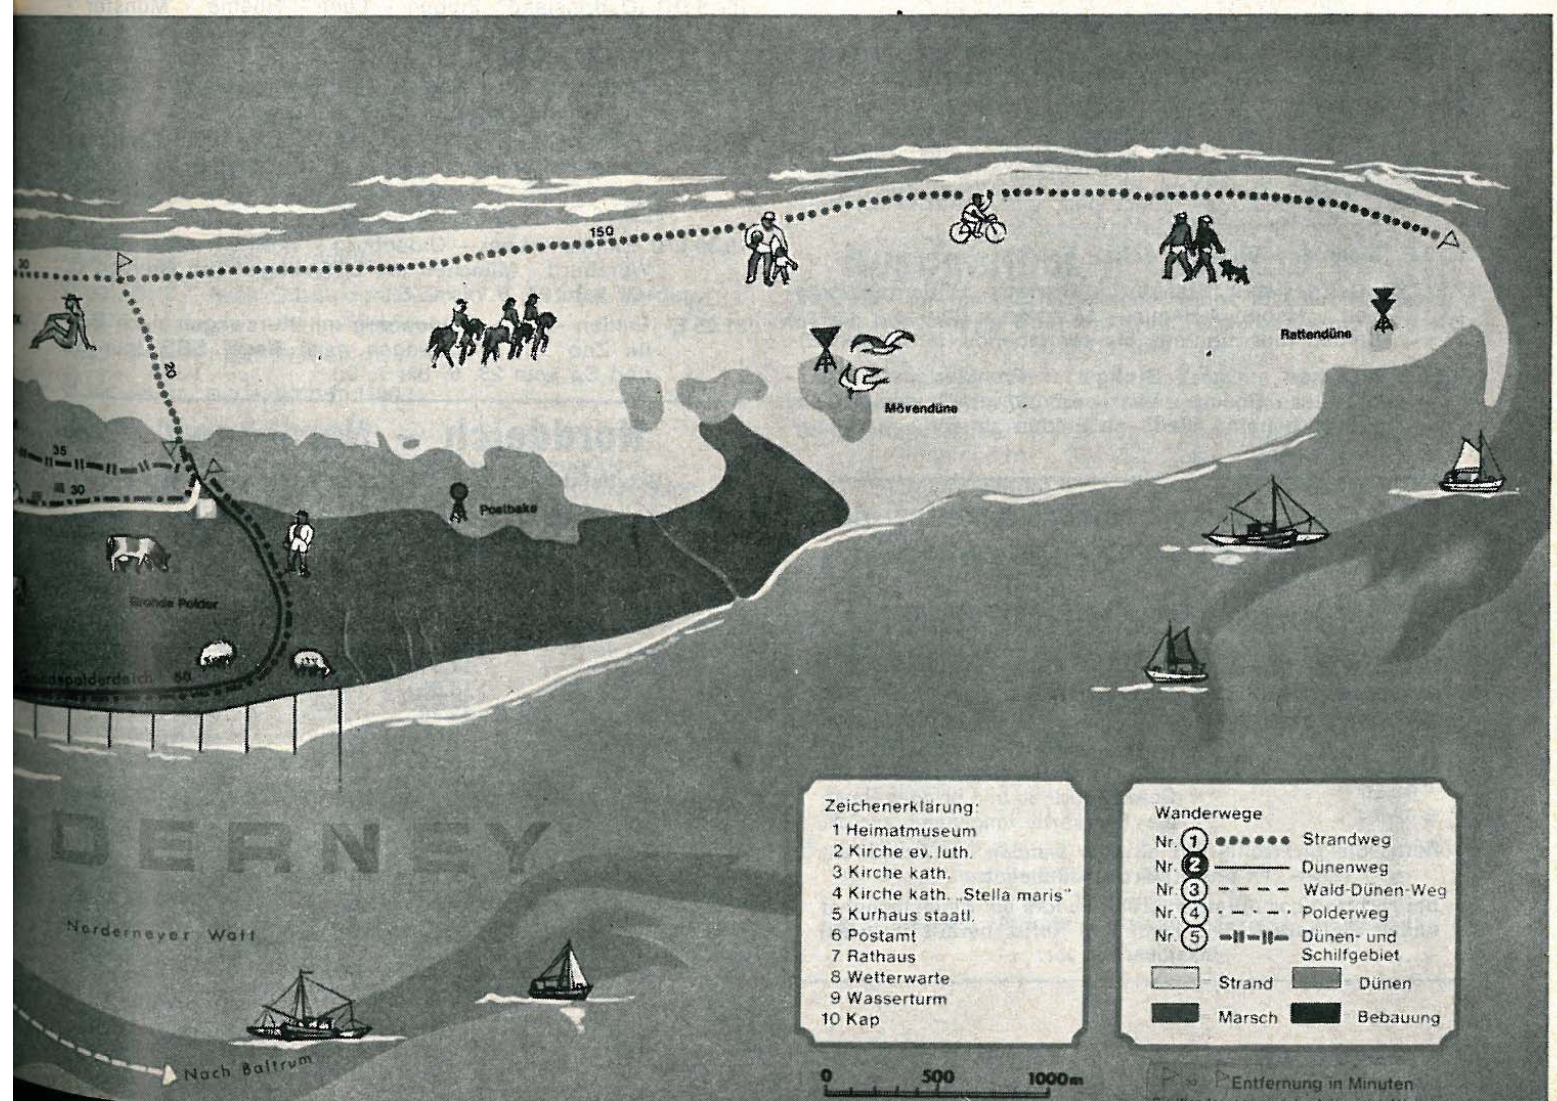 30
150
20
Rattendüne
Mövendüne
35
30
Postbake
Grohde Polder
polderdeich
DERNEY
Norderneyer Watt
Nach Baltrum
Zeichenerklärung:
1 Heimatmuseum
2 Kirche ev. luth.
3 Kirche kath.
4 Kirche kath. „Stella maris"
5 Kurhaus staatl.
6 Postamt
7 Rathaus
8 Wetterwarte
9 Wasserturm
10 Kap
Wanderwege
Nr. 1 Strandweg
Nr. 2 Dünenweg
Nr. 3 Wald-Dünen-Weg
Nr. 4 Polderweg
Nr. 5 Dünen- und
Schilfgebiet
Strand Dünen
Marsch Bebauung
0 500 1000m
Entfernung in Minuten